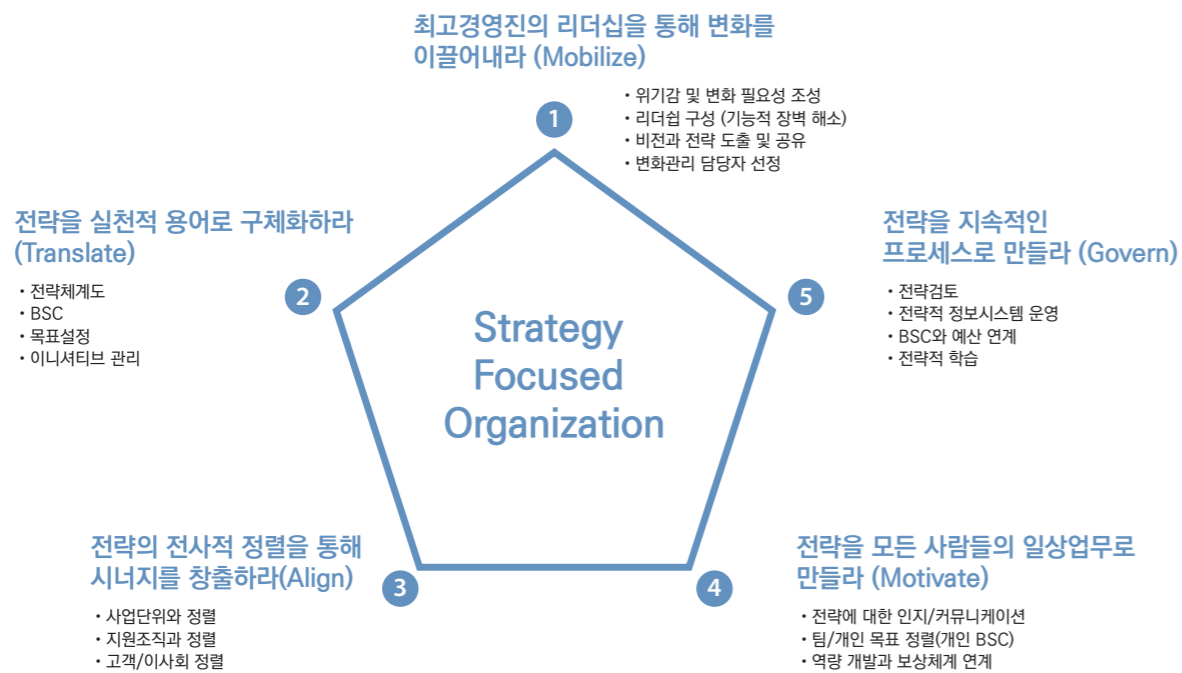 최고경영진의 리더십을 통해 변화를
이끌어내라 (Mobilize)
1
・위기감 및 변화 필요성 조성
・리더쉽 구성 (기능적 장벽 해소)
・비전과 전략 도출 및 공유
・변화관리 담당자 선정
전략을 실천적 용어로 구체화하라
(Translate)
2
・전략체계도
・BSC
・목표설정
・이니셔티브 관리
Strategy
Focused
Organization
전략의 전사적 정렬을 통해
시너지를 창출하라(Align)
3
・사업단위와 정렬
・지원조직과 정렬
・고객/이사회 정렬
전략을 모든 사람들의 일상업무로
만들라 (Motivate)
4
・전략에 대한 인지/커뮤니케이션
・팀/개인 목표 정렬(개인 BSC)
・역량 개발과 보상체계 연계
전략을 지속적인
프로세스로 만들라 (Govern)
5
・전략검토
・전략적 정보시스템 운영
・BSC와 예산 연계
・전략적 학습